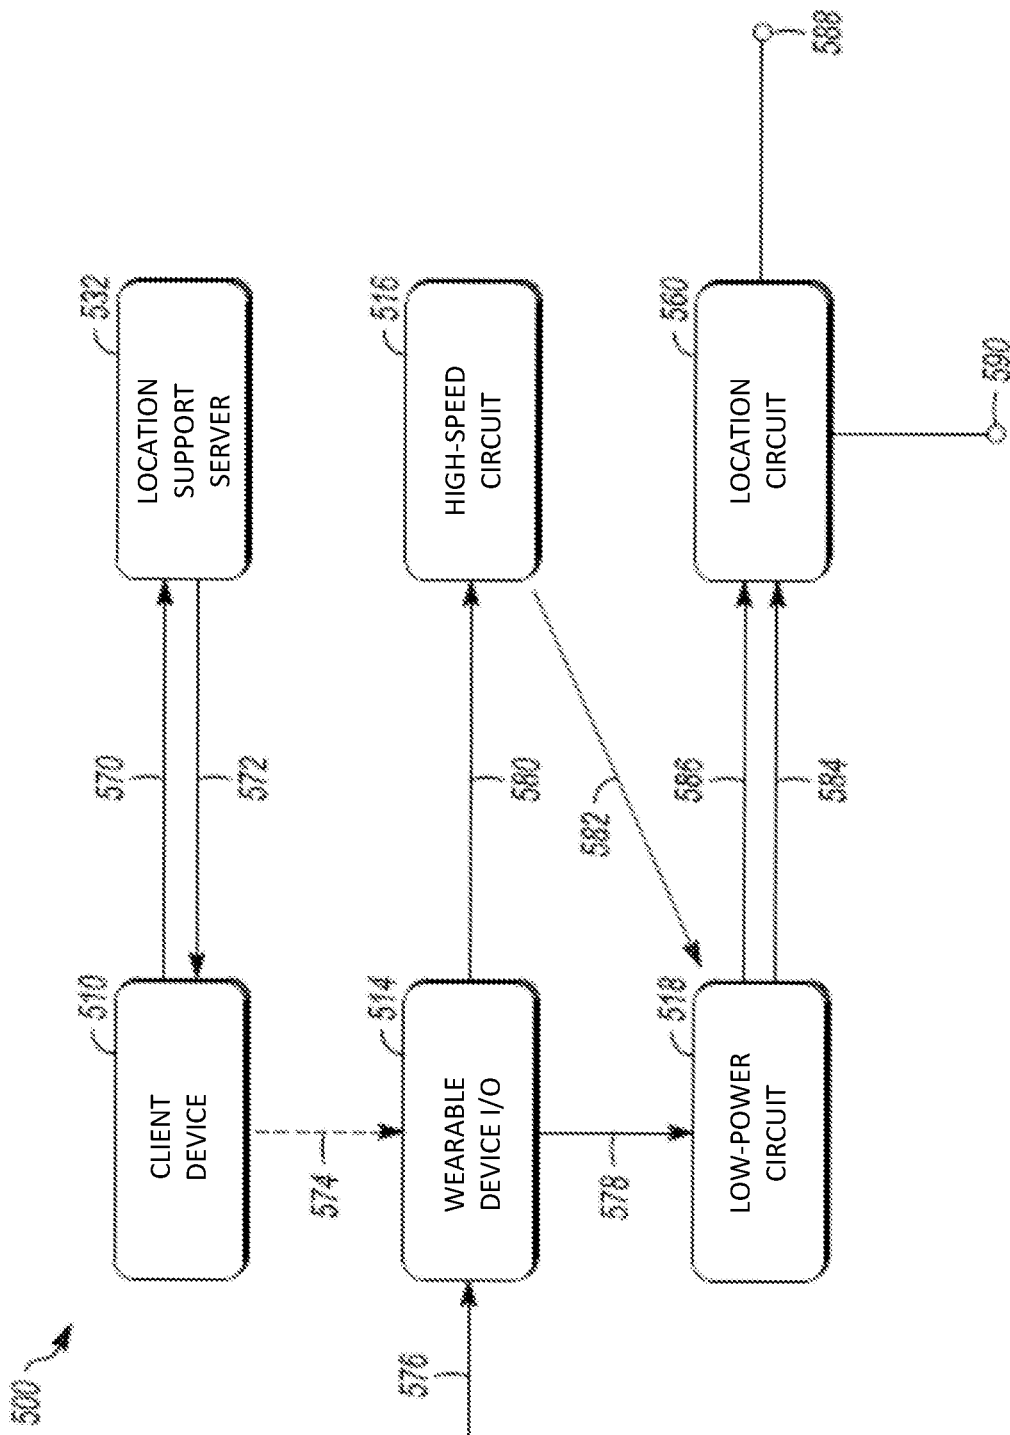 500
CLIENT
DEVICE
510
570
572
LOCATION
SUPPORT
SERVER
532
574
576
WEARABLE
DEVICE I/O
514
580
HIGH-SPEED
CIRCUIT
516
578
582
LOW-POWER
CIRCUIT
518
586
584
LOCATION
CIRCUIT
560
588
590